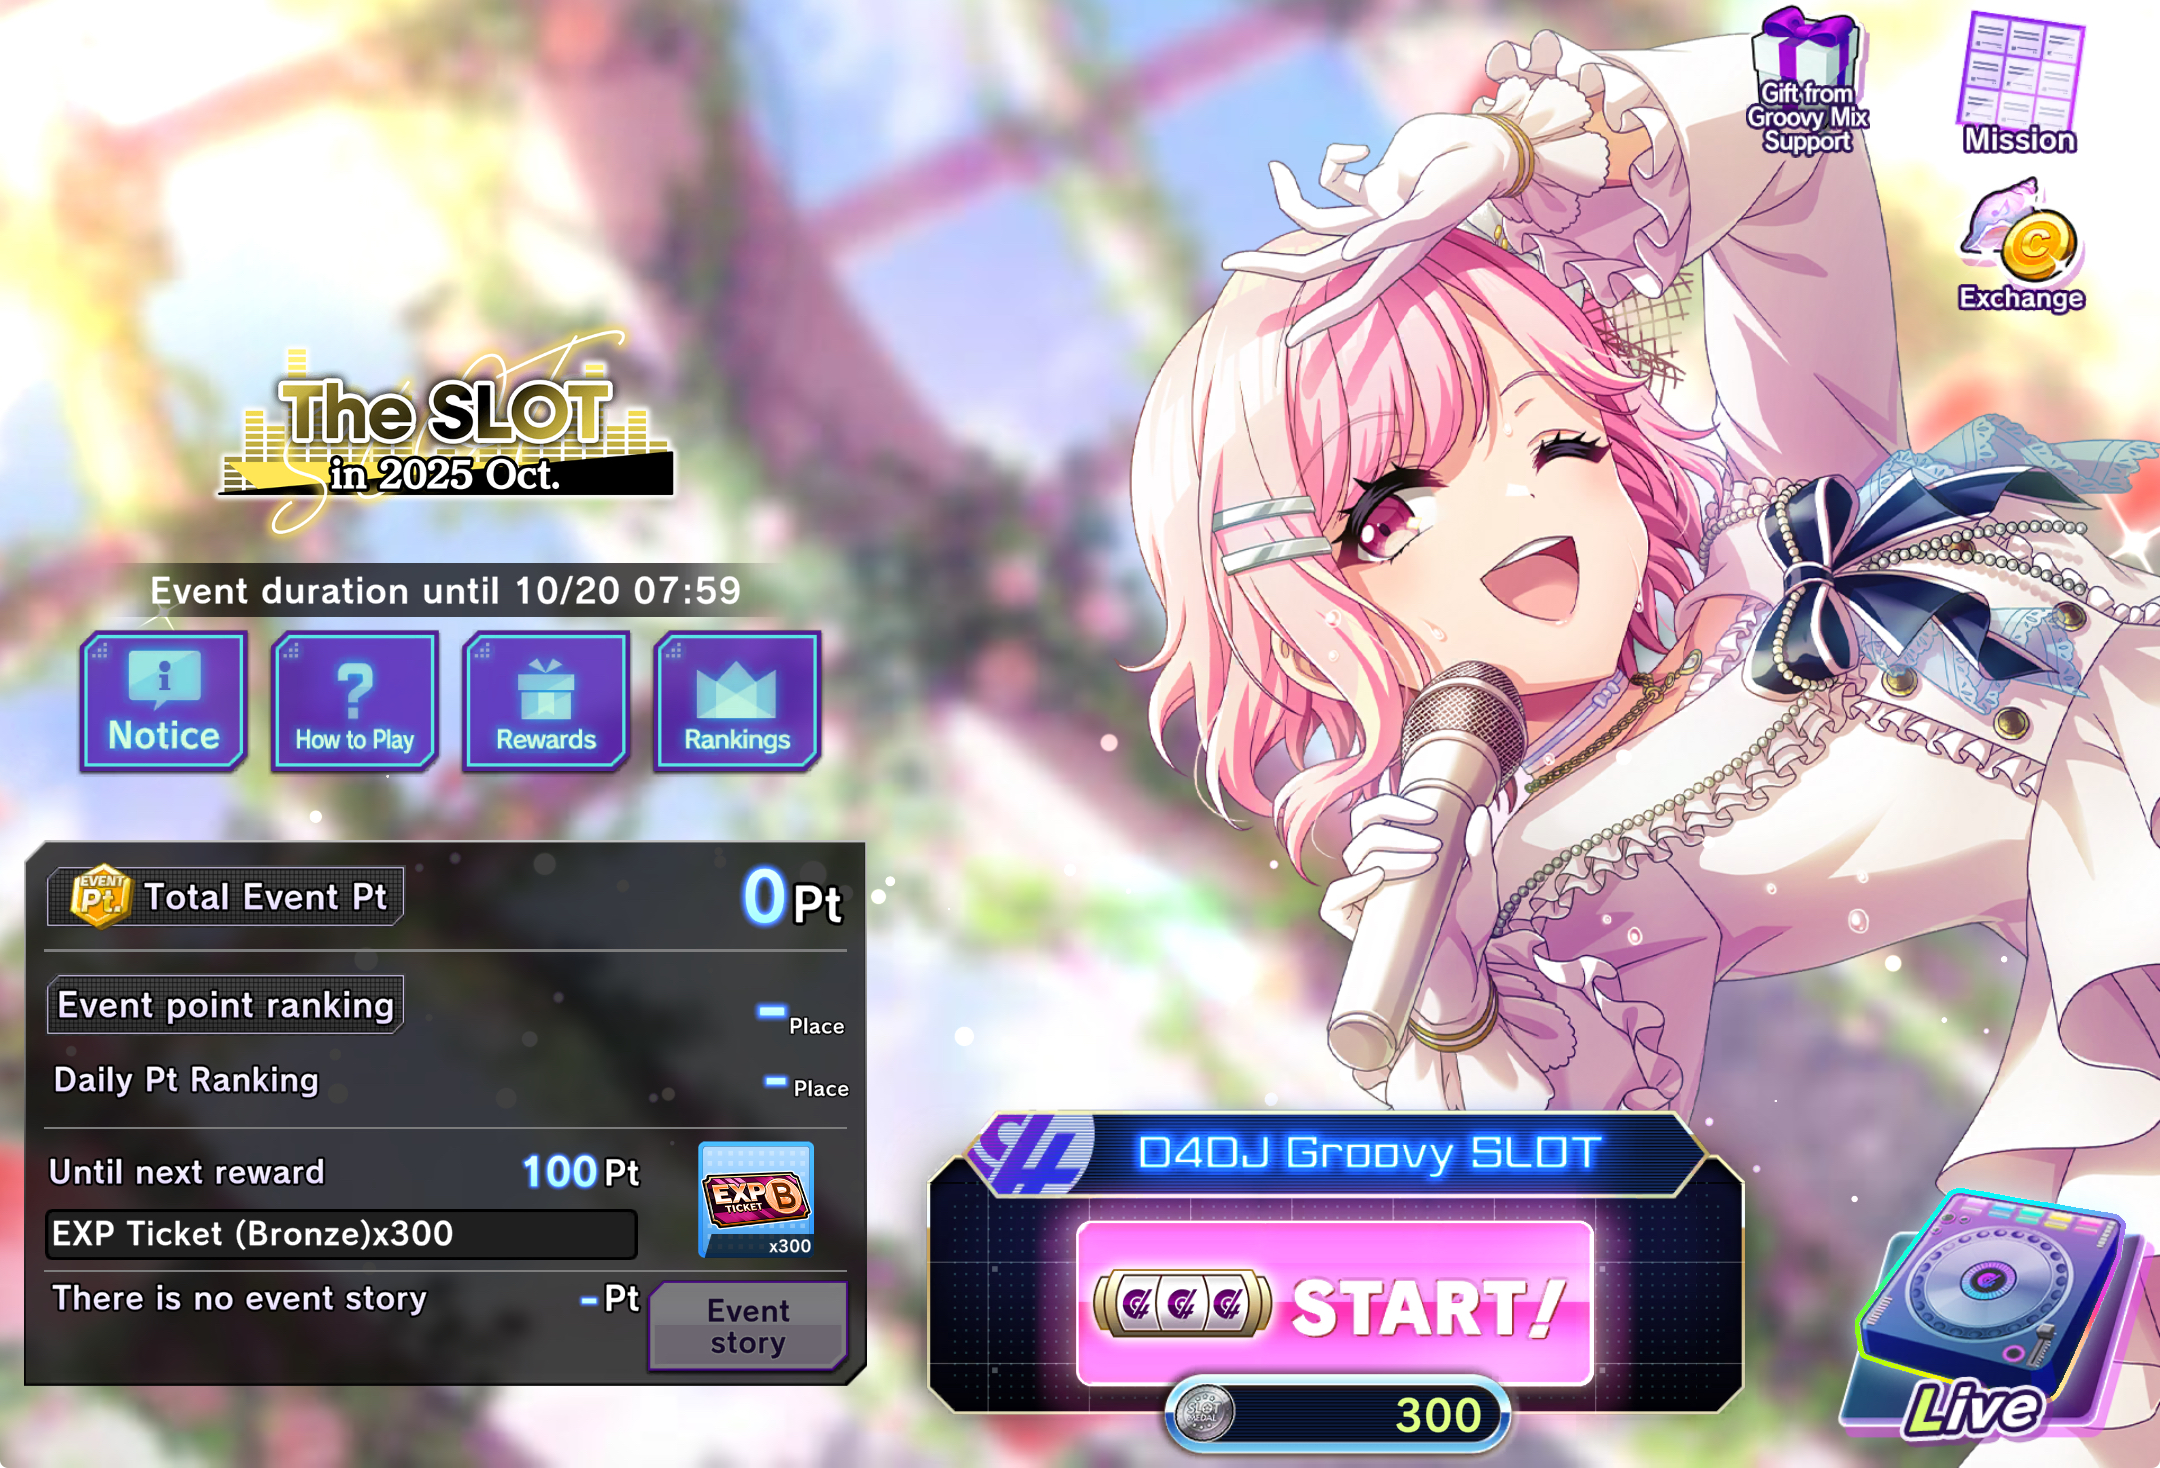 Gift from
Groovy Mix
Support
Mission
Exchange
The SLOT
in 2025 Oct.
Event duration until 10/20 07:59
Notice
How to Play
Rewards
Rankings
EVENT
Pt.
Total Event Pt
0 Pt
Event point ranking
- Place
Daily Pt Ranking
- Place
Until next reward
100 Pt
EXP Ticket (Bronze)x300
EXP B
TICKET
x300
There is no event story
- Pt
Event
story
D4DJ Groovy SLOT
START!
SLOT
MEDAL
300
Live